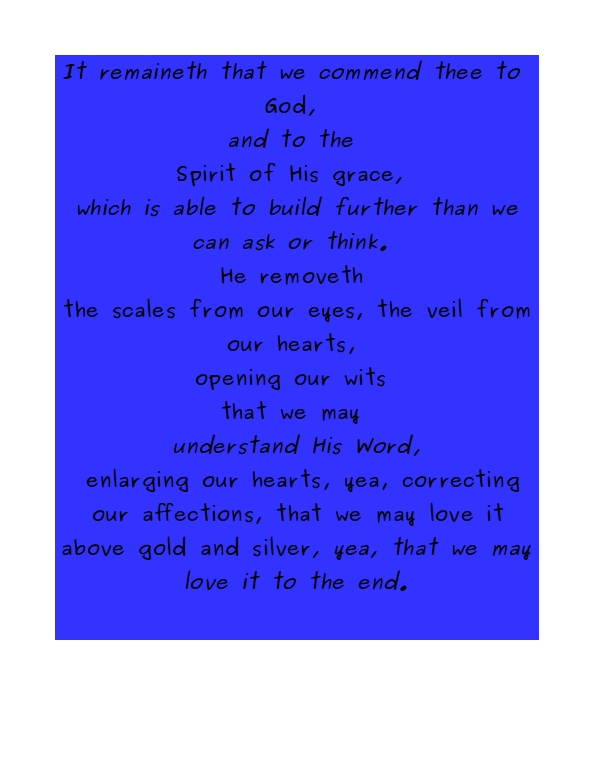 It remaineth that we commend thee to
God,
and to the
Spirit of His grace,
which is able to build further than we
can ask or think.
He removeth
the scales from our eyes, the veil from
our hearts,
opening our wits
that we may
understand His Word,
enlarging our hearts, yea, correcting
our affections, that we may love it
above gold and silver, yea, that we may
love it to the end.